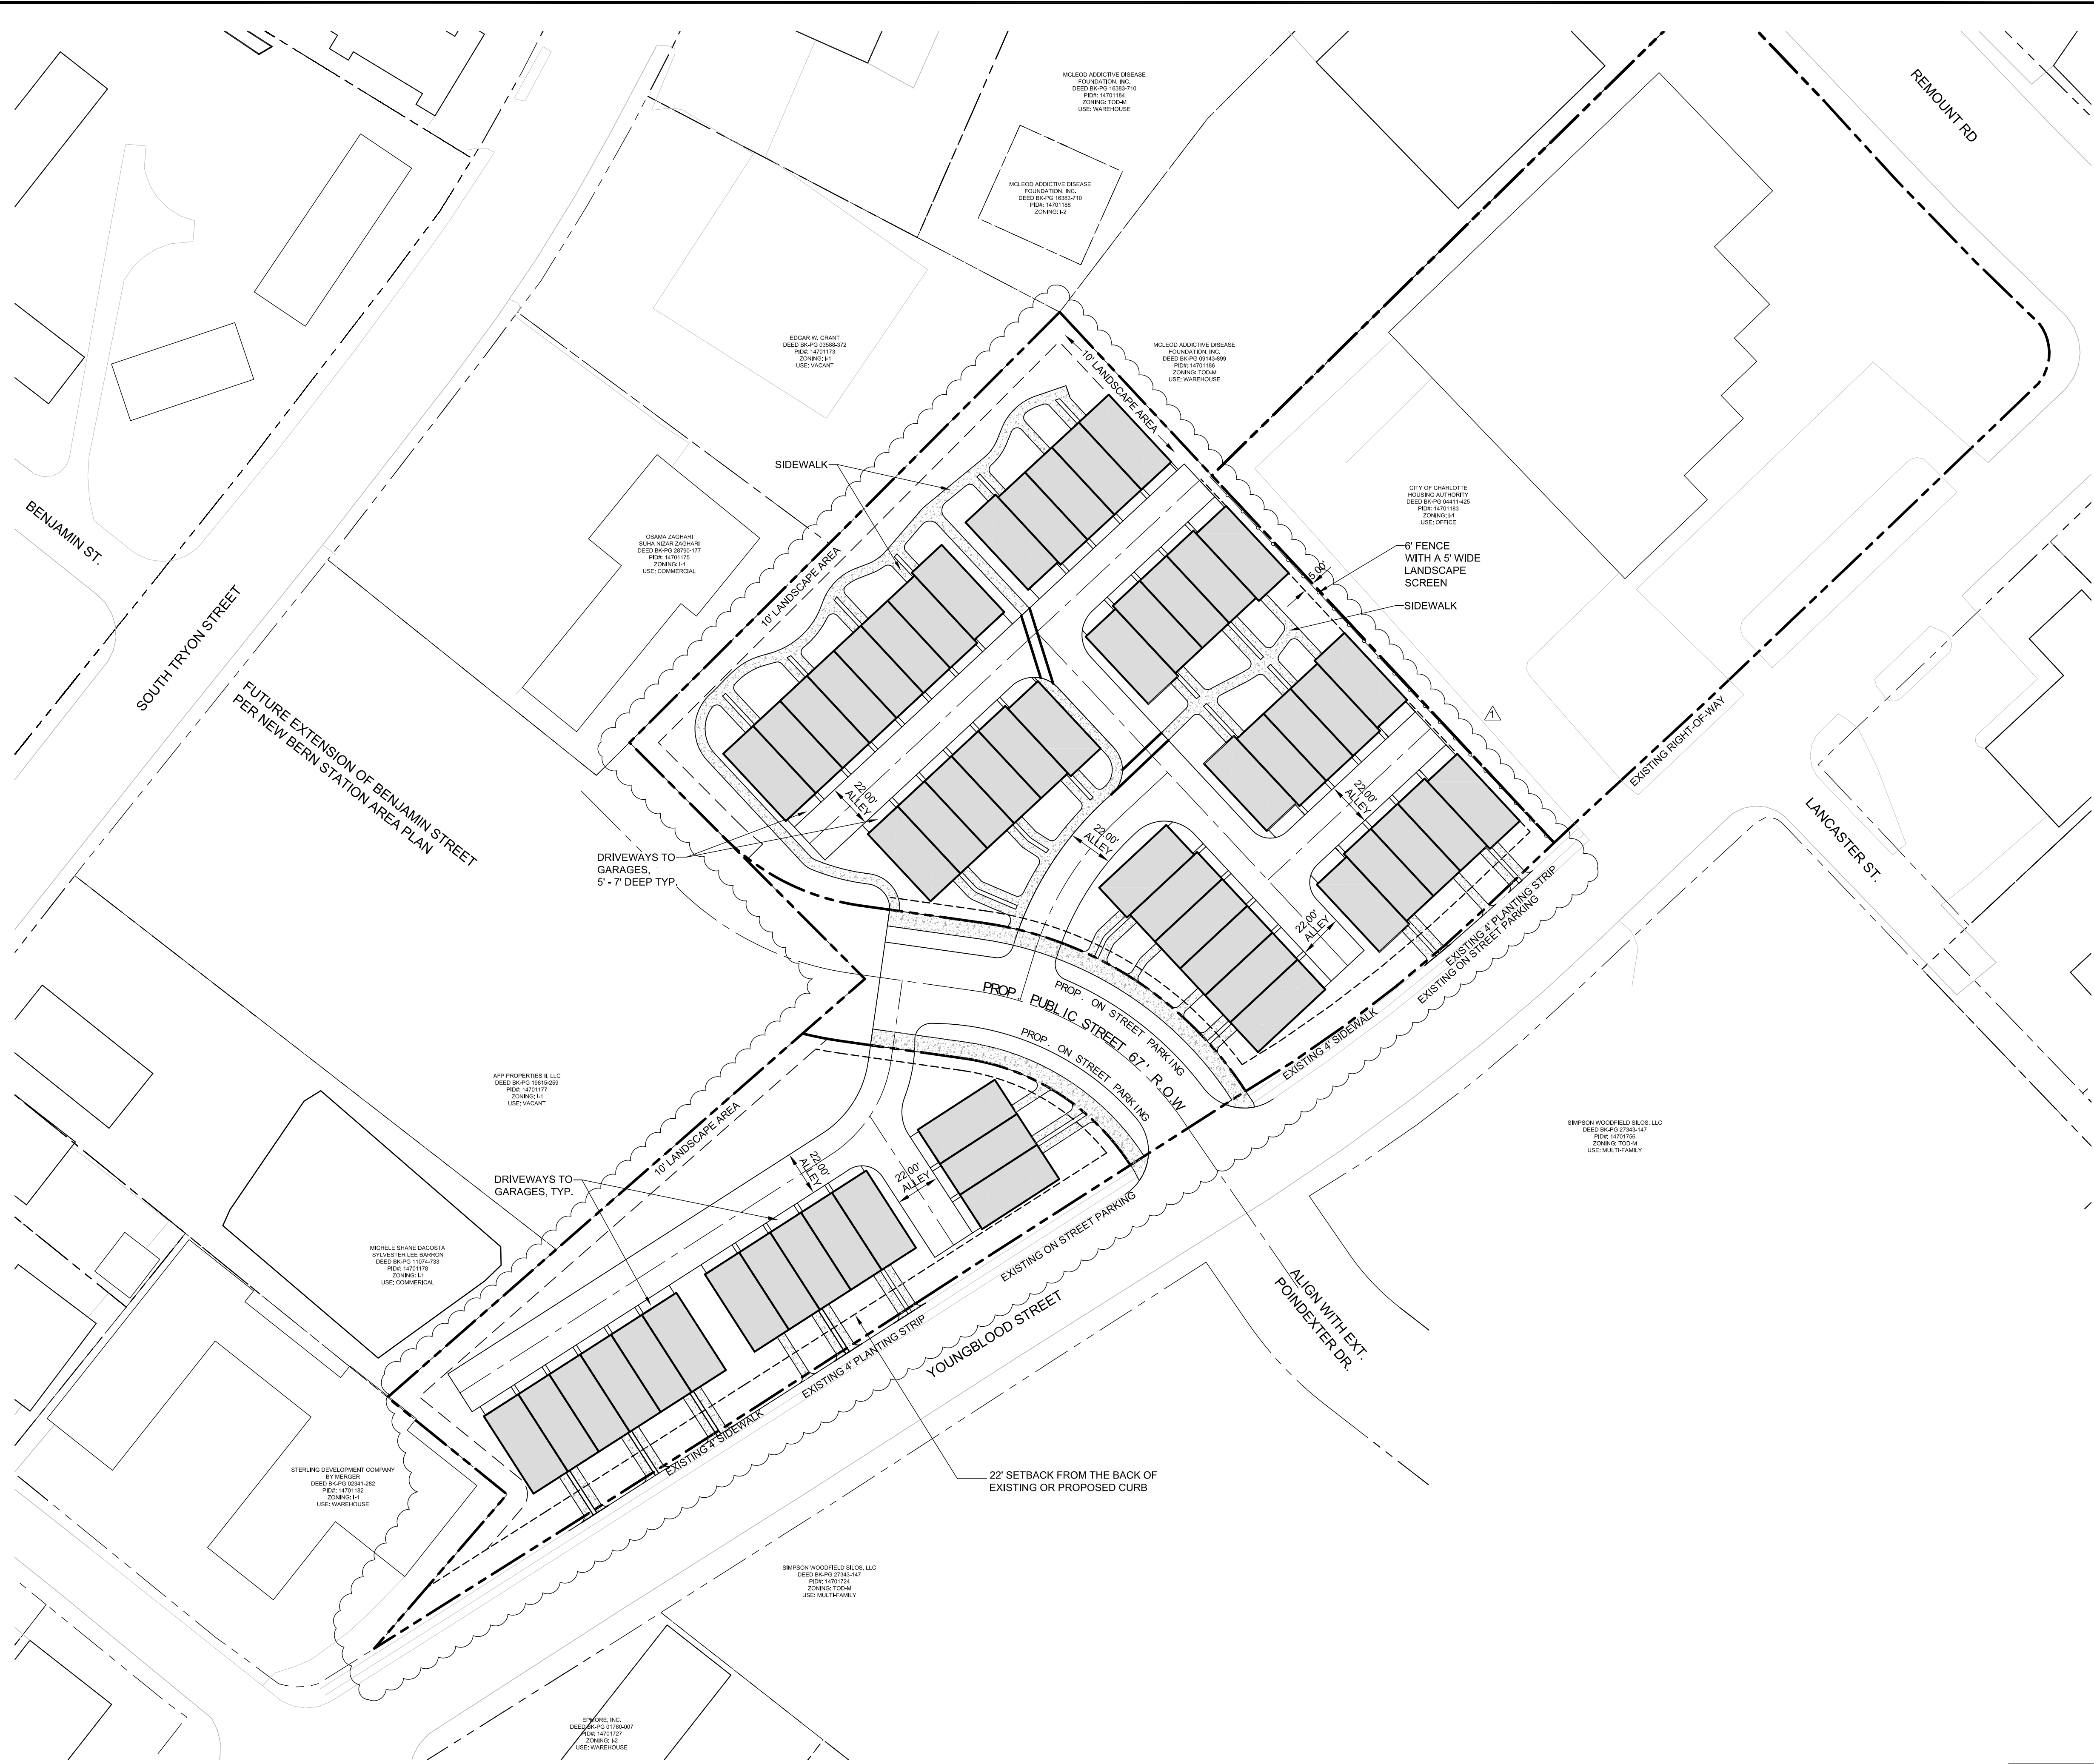 REMOUNT RD
MCLEOD ADDICTIVE DISEASE
FOUNDATION, INC.
DEED BK-PG 16383-710
PID#: 14701184
ZONING: TOD-M
USE: WAREHOUSE
MCLEOD ADDICTIVE DISEASE
FOUNDATION, INC.
DEED BK-PG 16383-710
PID#: 14701188
ZONING: I-2
EDGAR W. GRANT
DEED BK-PG 03588-372
PID#: 14701173
ZONING: I-1
USE: VACANT
MCLEOD ADDICTIVE DISEASE
FOUNDATION, INC.
DEED BK-PG 09143-899
PID#: 14701186
ZONING: TOD-M
USE: WAREHOUSE
10' LANDSCAPE AREA
SIDEWALK
CITY OF CHARLOTTE
HOUSING AUTHORITY
DEED BK-PG 04411-425
PID#: 14701183
ZONING: I-1
USE: OFFICE
BENJAMIN ST.
OSAMA ZAGHARI
SUHA NIZAR ZAGHARI
DEED BK-PG 28790-177
PID#: 14701175
ZONING: I-1
USE: COMMERCIAL
10' LANDSCAPE AREA
6' FENCE
WITH A 5' WIDE
LANDSCAPE
SCREEN
5.00'
SIDEWALK
SOUTH TRYON STREET
FUTURE EXTENSION OF BENJAMIN STREET
PER NEW BERN STATION AREA PLAN
1
EXISTING RIGHT-OF-WAY
LANCASTER ST.
22.00'
ALLEY
22.00'
ALLEY
22.00'
ALLEY
DRIVEWAYS TO
GARAGES,
5' - 7' DEEP TYP.
22.00'
ALLEY
EXISTING 4' PLANTING STRIP
EXISTING ON STREET PARKING
EXISTING 4' SIDEWALK
PROP. ON STREET PARKING
PROP. PUBLIC STREET 67' R.O.W
PROP. ON STREET PARKING
AFP PROPERTIES II, LLC
DEED BK-PG 19815-259
PID#: 14701177
ZONING: I-1
USE: VACANT
10' LANDSCAPE AREA
SIMPSON WOODFIELD SILOS, LLC
DEED BK-PG 27343-147
PID#: 14701756
ZONING: TOD-M
USE: MULTI-FAMILY
DRIVEWAYS TO
GARAGES, TYP.
22.00'
ALLEY
22.00'
ALLEY
EXISTING ON STREET PARKING
MICHELE SHANE DACOSTA
SYLVESTER LEE BARRON
DEED BK-PG 11074-733
PID#: 14701178
ZONING: I-1
USE: COMMERICAL
ALIGN WITH EXT.
POINDEXTER DR.
YOUNGBLOOD STREET
EXISTING 4' PLANTING STRIP
EXISTING 4' SIDEWALK
STERLING DEVELOPMENT COMPANY
BY MERGER
DEED BK-PG 02341-282
PID#: 14701182
ZONING: I-1
USE: WAREHOUSE
22' SETBACK FROM THE BACK OF
EXISTING OR PROPOSED CURB
SIMPSON WOODFIELD SILOS, LLC
DEED BK-PG 27343-147
PID#: 14701724
ZONING: TOD-M
USE: MULTI-FAMILY
EPMORE, INC.
DEED BK-PG 01760-007
PID#: 14701727
ZONING: I-2
USE: WAREHOUSE